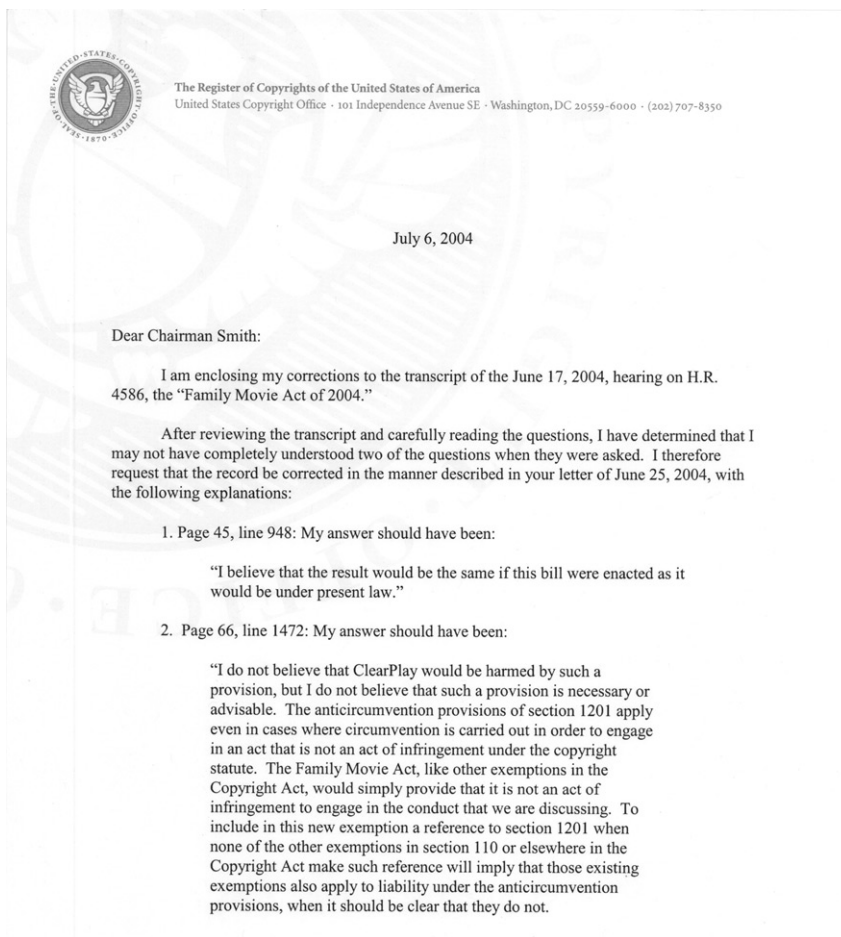 SEAL·OF·THE·UNITED·STATES·COPYRIGHT·OFFICE
·1870·
The Register of Copyrights of the United States of America
United States Copyright Office · 101 Independence Avenue SE · Washington, DC 20559-6000 · (202) 707-8350
July 6, 2004
Dear Chairman Smith:
I am enclosing my corrections to the transcript of the June 17, 2004, hearing on H.R.
4586, the “Family Movie Act of 2004.”
After reviewing the transcript and carefully reading the questions, I have determined that I
may not have completely understood two of the questions when they were asked. I therefore
request that the record be corrected in the manner described in your letter of June 25, 2004, with
the following explanations:
1. Page 45, line 948: My answer should have been:
“I believe that the result would be the same if this bill were enacted as it
would be under present law.”
2. Page 66, line 1472: My answer should have been:
“I do not believe that ClearPlay would be harmed by such a
provision, but I do not believe that such a provision is necessary or
advisable. The anticircumvention provisions of section 1201 apply
even in cases where circumvention is carried out in order to engage
in an act that is not an act of infringement under the copyright
statute. The Family Movie Act, like other exemptions in the
Copyright Act, would simply provide that it is not an act of
infringement to engage in the conduct that we are discussing. To
include in this new exemption a reference to section 1201 when
none of the other exemptions in section 110 or elsewhere in the
Copyright Act make such reference will imply that those existing
exemptions also apply to liability under the anticircumvention
provisions, when it should be clear that they do not.